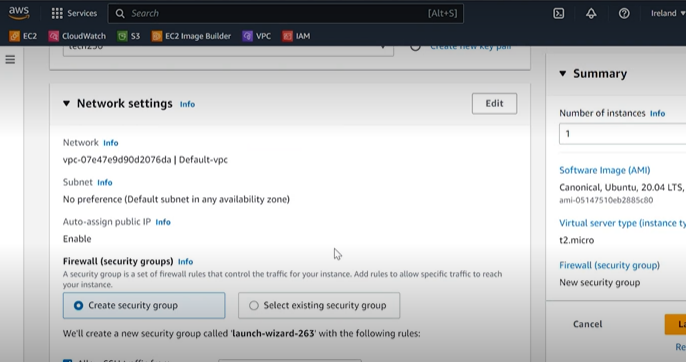 aws
Services
Search
[Alt+S]
Ireland
EC2
CloudWatch
S3
EC2 Image Builder
VPC
IAM
Create new key pair
Network settings Info
Edit
Network Info
vpc-07e47e9d90d2076da | Default-vpc
Subnet Info
No preference (Default subnet in any availability zone)
Auto-assign public IP Info
Enable
Firewall (security groups) Info
A security group is a set of firewall rules that control the traffic for your instance. Add rules to allow specific traffic to reach
your instance.
Create security group
Select existing security group
We'll create a new security group called 'launch-wizard-263' with the following rules:
Summary
Number of instances Info
1
Software Image (AMI)
Canonical, Ubuntu, 20.04 LTS,
ami-05147510eb2885c80
Virtual server type (instance ty
t2.micro
Firewall (security group)
New security group
Cancel